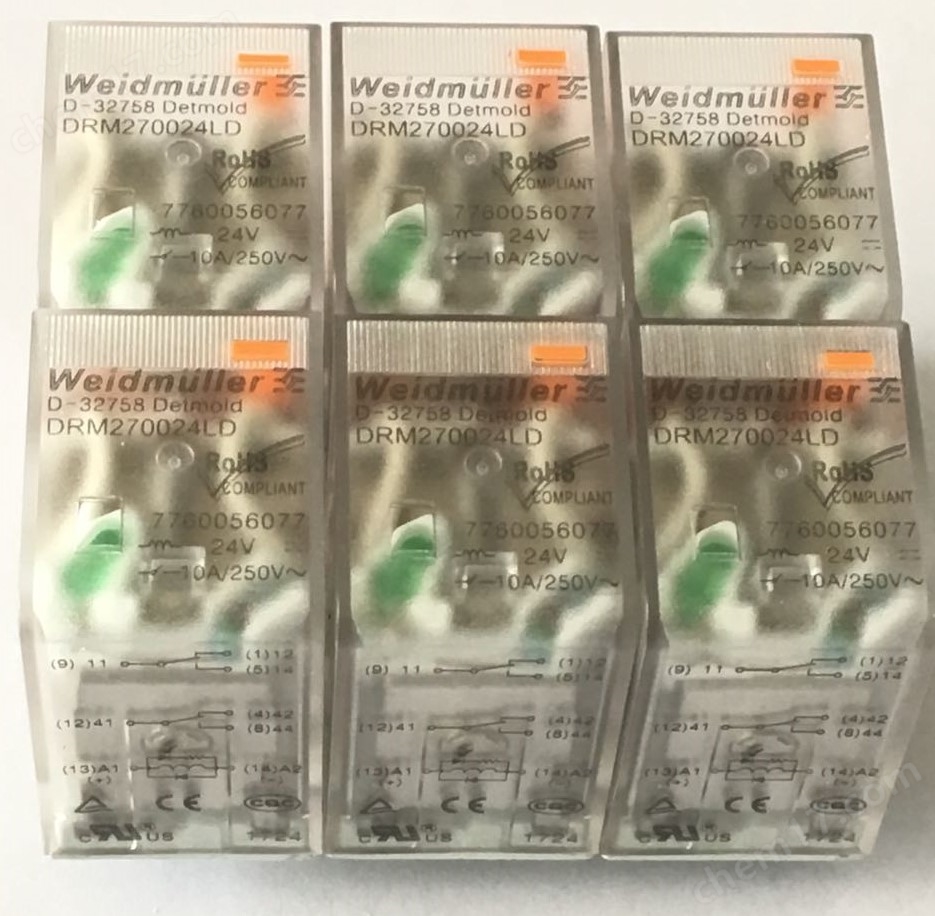 Weidmüller
D-32758 Detmold
DRM270024LD
RoHS
COMPLIANT
7760056077
24V
10A/250V~
Weidmüller
D-32758 Detmold
DRM270024LD
RoHS
COMPLIANT
7760056077
24V
10A/250V~
Weidmüller
D-32758 Detmold
DRM270024LD
RoHS
COMPLIANT
7760056077
24V
10A/250V~
Weidmüller
D-32758 Detmold
DRM270024LD
RoHS
COMPLIANT
7760056077
24V
10A/250V~
(9) 11 (1)12
(5)14
(12)41 (4)42
(8)44
(13)A1 (14)A2
(+) (-)
CE CQC
c UL ® US 1724
Weidmüller
D-32758 Detmold
DRM270024LD
RoHS
COMPLIANT
7760056077
24V
10A/250V~
(9) 11 (1)12
(5)14
(12)41 (4)42
(8)44
(13)A1 (14)A2
(+) (-)
CE CQC
c UL ® US 1724
Weidmüller
D-32758 Detmold
DRM270024LD
RoHS
COMPLIANT
7760056077
24V
10A/250V~
(9) 11 (1)12
(5)14
(12)41 (4)42
(8)44
(13)A1 (14)A2
(+) (-)
CE CQC
c UL ® US 1724